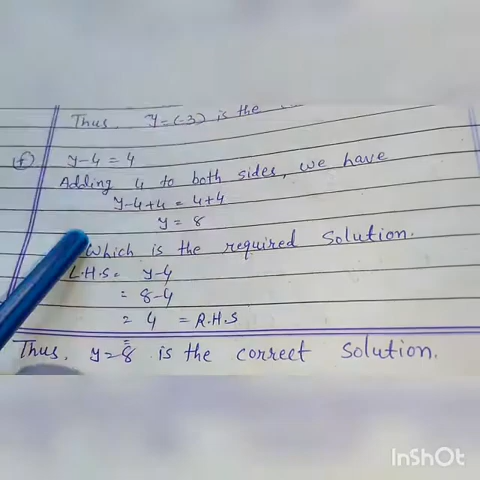 Thus, y=(-3) is the
(f) y-4 = 4
Adding 4 to both sides, we have
y-4+4 = 4+4
y = 8
Which is the required solution.
L.H.S = y-4
= 8-4
= 4 = R.H.S
Thus, y = 8 is the correct solution.
InShOt